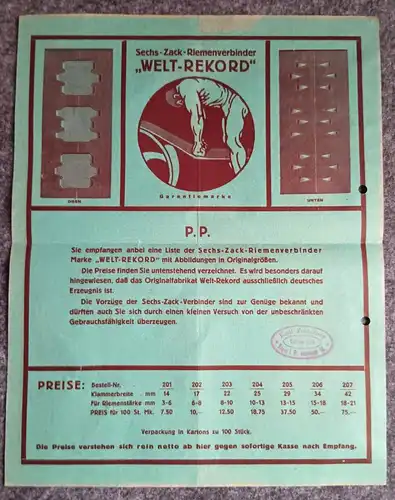 Sechs-Zack-Riemenverbinder
„WELT-REKORD"
Garantiemarke
OBEN
UNTEN
P. P.
Sie empfangen anbei eine Liste der Sechs-Zack-Riemenverbinder
Marke „WELT-REKORD" mit Abbildungen in Originalgrößen.
Die Preise finden Sie untenstehend verzeichnet. Es wird besonders darauf
hingewiesen, daß das Originalfabrikat Welt-Rekord ausschließlich deutsches
Erzeugnis ist.
Die Vorzüge der Sechs-Zack-Verbinder sind zur Genüge bekannt und
dürften auch Sie sich durch einen kleinen Versuch von der unbeschränkten
Gebrauchsfähigkeit überzeugen.
PREISE: Bestell-Nr. 201 202 203 204 205 206 207
Klammerbreite - mm 14 17 22 25 29 34 42
Für Riemenstärke mm 3-6 6-8 8-10 10-13 13-15 15-18 18-21
PREIS für 100 St. Mk. 7.50 10.— 12.50 18.75 37.50 50.— 75.—
Verpackung in Kartons zu 100 Stück.
Die Preise verstehen sich rein netto ab hier gegen sofortige Kasse nach Empfang.